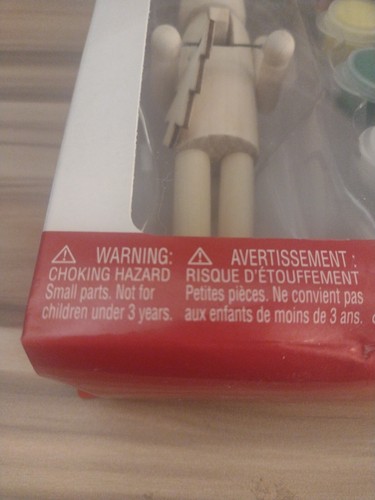 WARNING:
CHOKING HAZARD
Small parts. Not for
children under 3 years.
AVERTISSEMENT :
RISQUE D'ÉTOUFFEMENT
Petites pièces. Ne convient pas
aux enfants de moins de 3 ans.